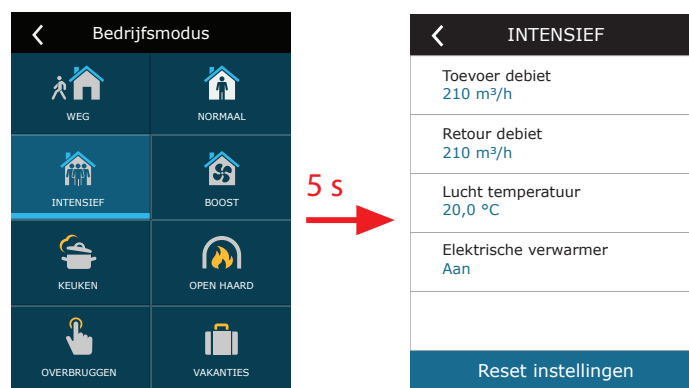 Bedrijfsmodus
WEG
NORMAAL
INTENSIEF
BOOST
KEUKEN
OPEN HAARD
OVERBRUGGEN
VAKANTIES
5 s
INTENSIEF
Toevoer debiet
210 m³/h
Retour debiet
210 m³/h
Lucht temperatuur
20,0 °C
Elektrische verwarmer
Aan
Reset instellingen